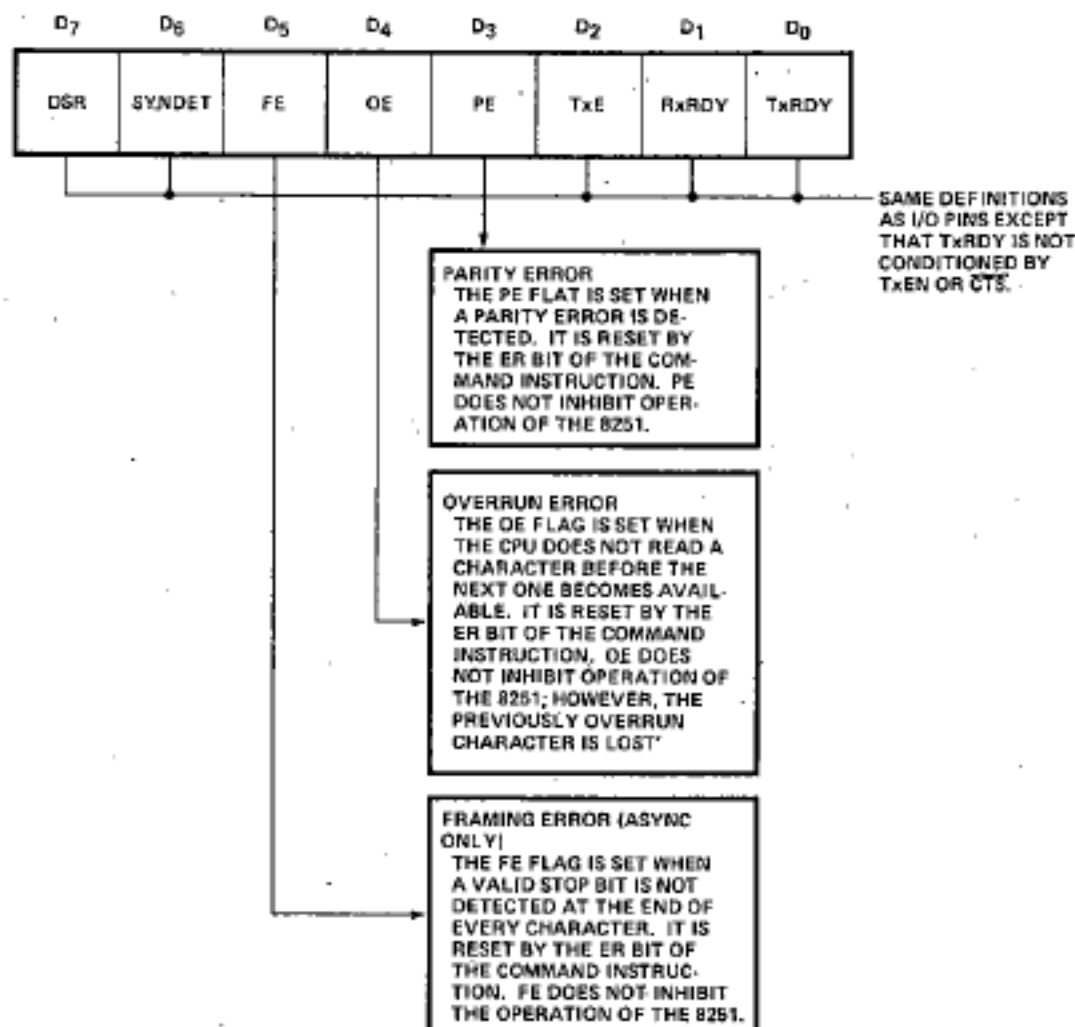 D7 D6 D5 D4 D3 D2 D1 D0
DSR SYNDET FE OE PE TxE RxRDY TxRDY
SAME DEFINITIONS
AS I/O PINS EXCEPT
THAT TxRDY IS NOT
CONDITIONED BY
TxEN OR CTS.
PARITY ERROR
THE PE FLAT IS SET WHEN
A PARITY ERROR IS DE-
TECTED. IT IS RESET BY
THE ER BIT OF THE COM-
MAND INSTRUCTION. PE
DOES NOT INHIBIT OPER-
ATION OF THE 8251.
OVERRUN ERROR
THE OE FLAG IS SET WHEN
THE CPU DOES NOT READ A
CHARACTER BEFORE THE
NEXT ONE BECOMES AVAIL-
ABLE. IT IS RESET BY THE
ER BIT OF THE COMMAND
INSTRUCTION. OE DOES
NOT INHIBIT OPERATION OF
THE 8251; HOWEVER, THE
PREVIOUSLY OVERRUN
CHARACTER IS LOST"
FRAMING ERROR (ASYNC
ONLY)
THE FE FLAG IS SET WHEN
A VALID STOP BIT IS NOT
DETECTED AT THE END OF
EVERY CHARACTER. IT IS
RESET BY THE ER BIT OF
THE COMMAND INSTRUC-
TION. FE DOES NOT INHIBIT
THE OPERATION OF THE 8251.